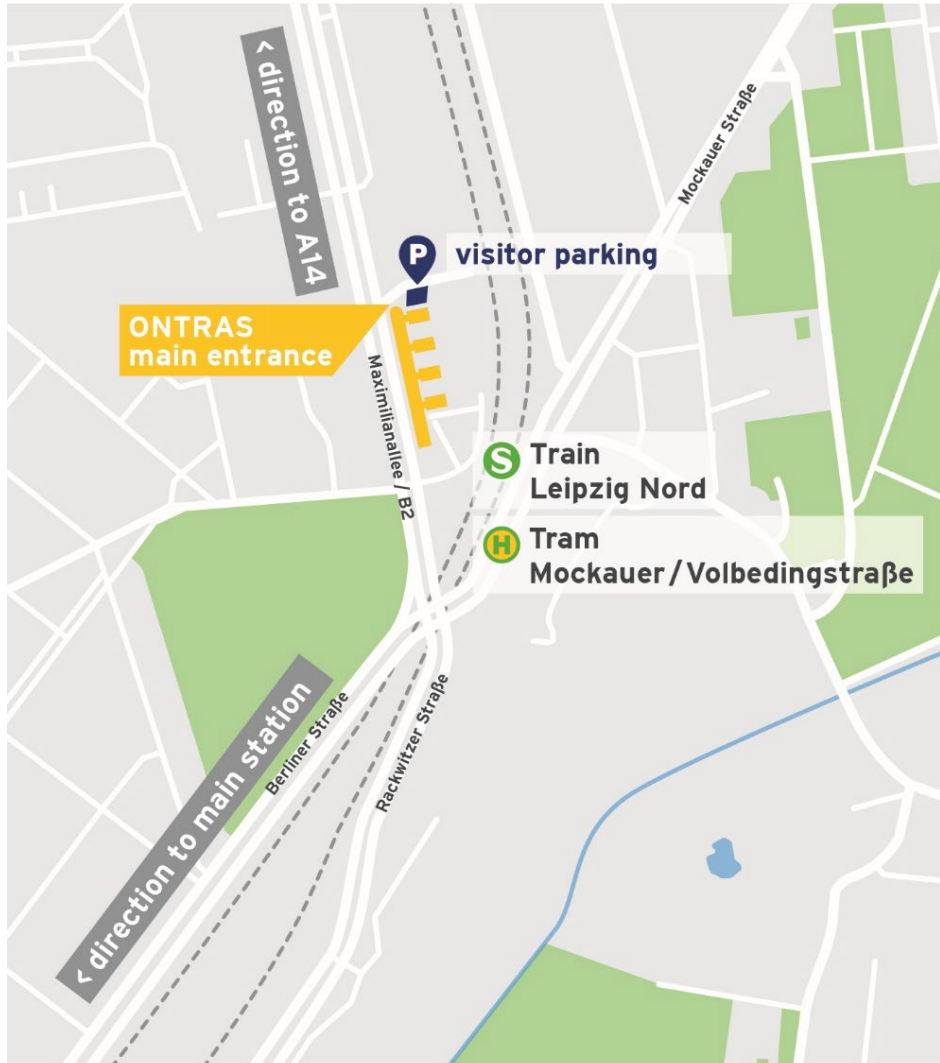 < direction to A14
Mockauer Straße
P
visitor parking
ONTRAS
main entrance
Maximilianallee / B2
S
Train
Leipzig Nord
H
Tram
Mockauer / Volbedingstraße
< direction to main station
Berliner Straße
Rackwitzer Straße